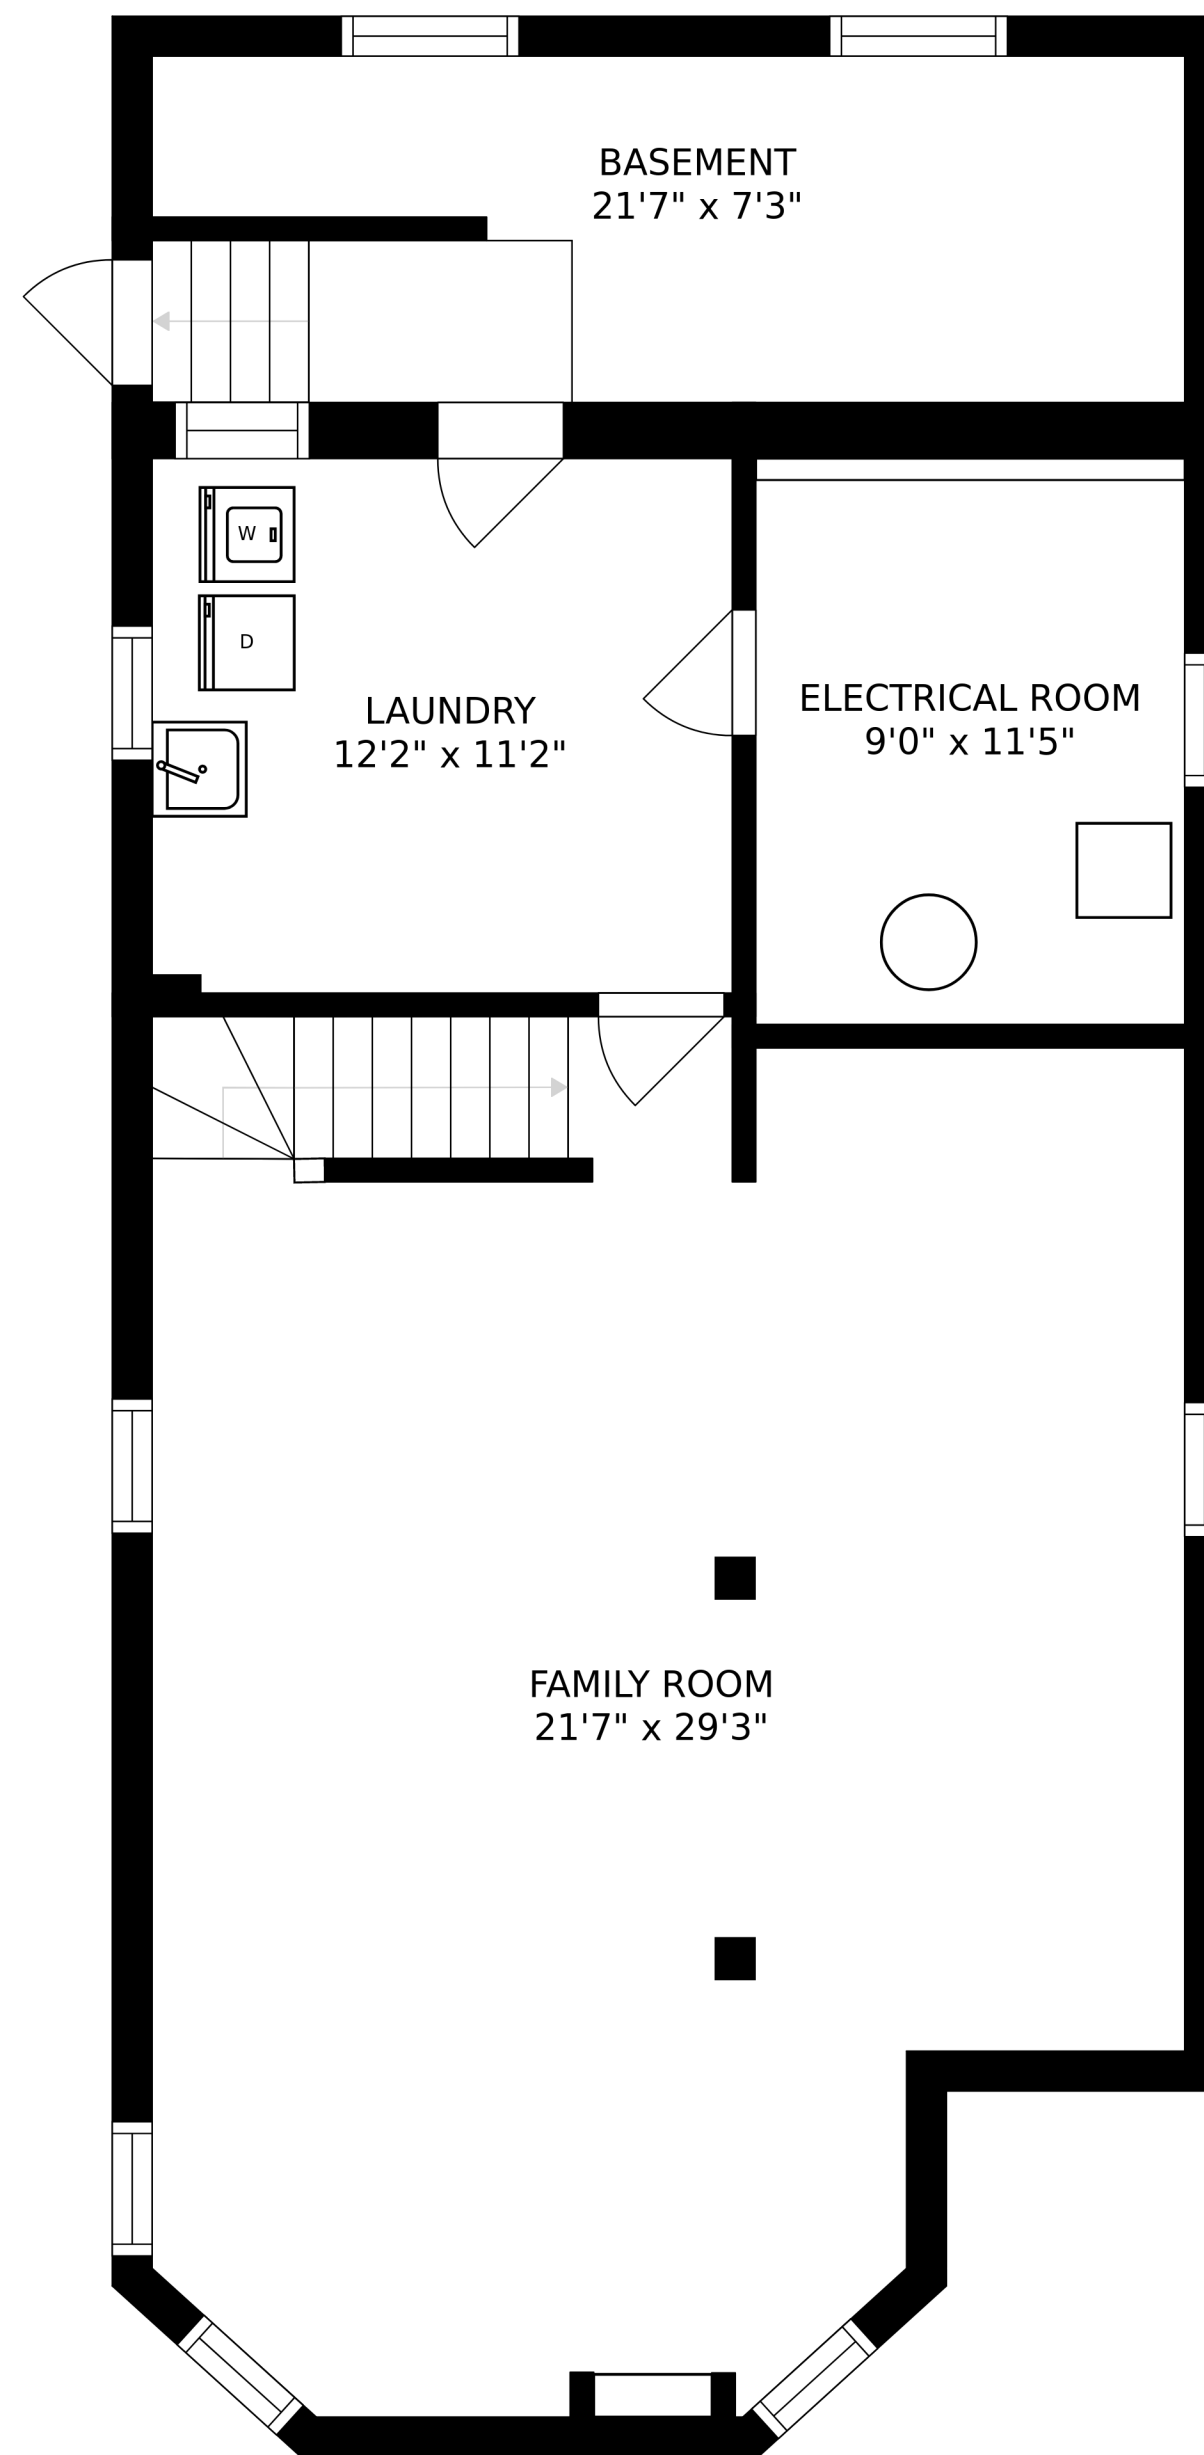 BASEMENT
21'7" x 7'3"
W
D
LAUNDRY
12'2" x 11'2"
ELECTRICAL ROOM
9'0" x 11'5"
FAMILY ROOM
21'7" x 29'3"